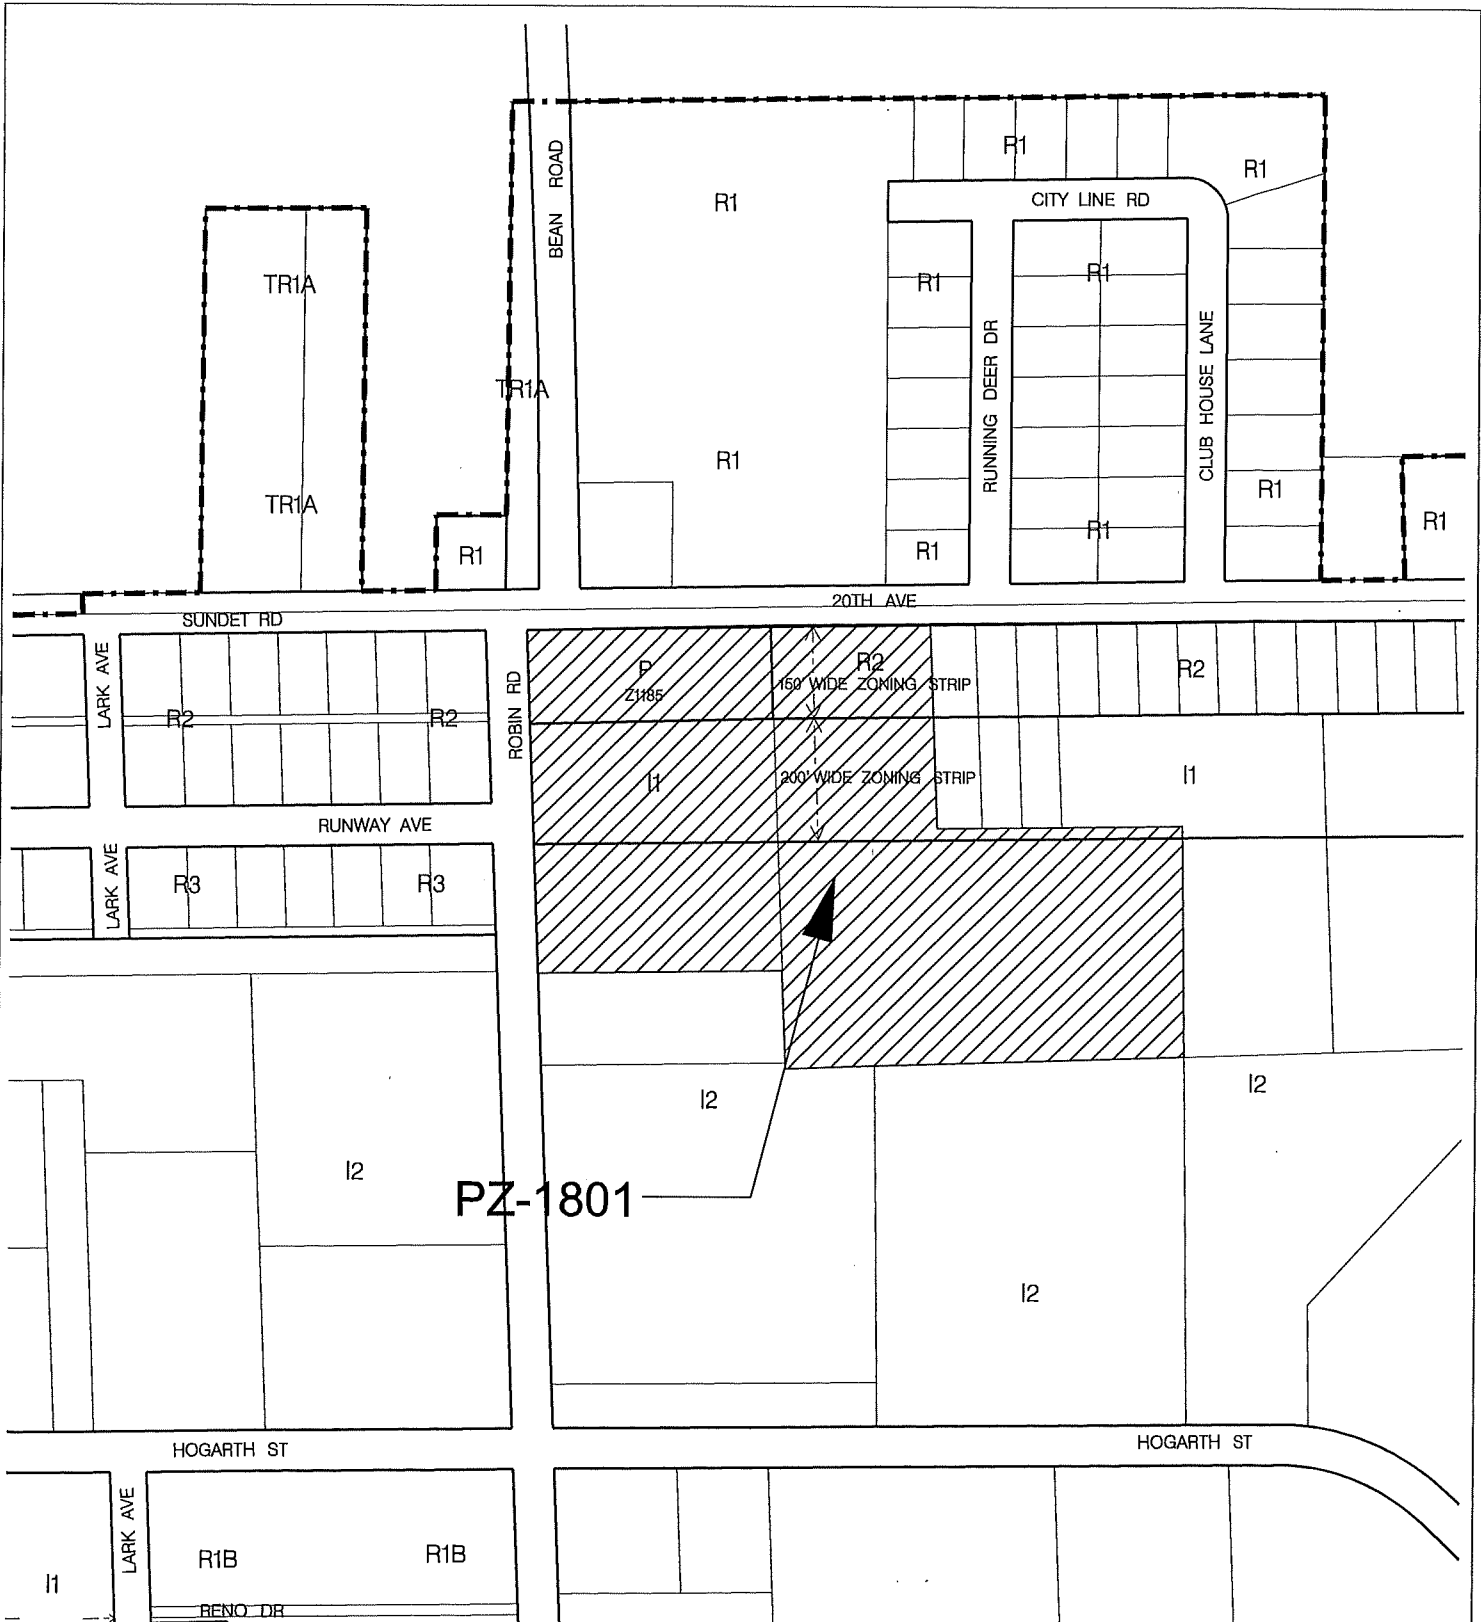 R1
R1
BEAN ROAD
R1
CITY LINE RD
TR1A
R1
R1
RUNNING DEER DR
CLUB HOUSE LANE
TR1A
R1
TR1A
R1
R1
R1
R1
R1
20TH AVE
SUNDET RD
LARK AVE
R2
R2
ROBIN RD
P
Z1185
R2
150' WIDE ZONING STRIP
R2
I1
200' WIDE ZONING STRIP
I1
RUNWAY AVE
LARK AVE
R3
R3
I2
I2
I2
PZ-1801
I2
HOGARTH ST
HOGARTH ST
LARK AVE
R1B
R1B
I1
RENO DR